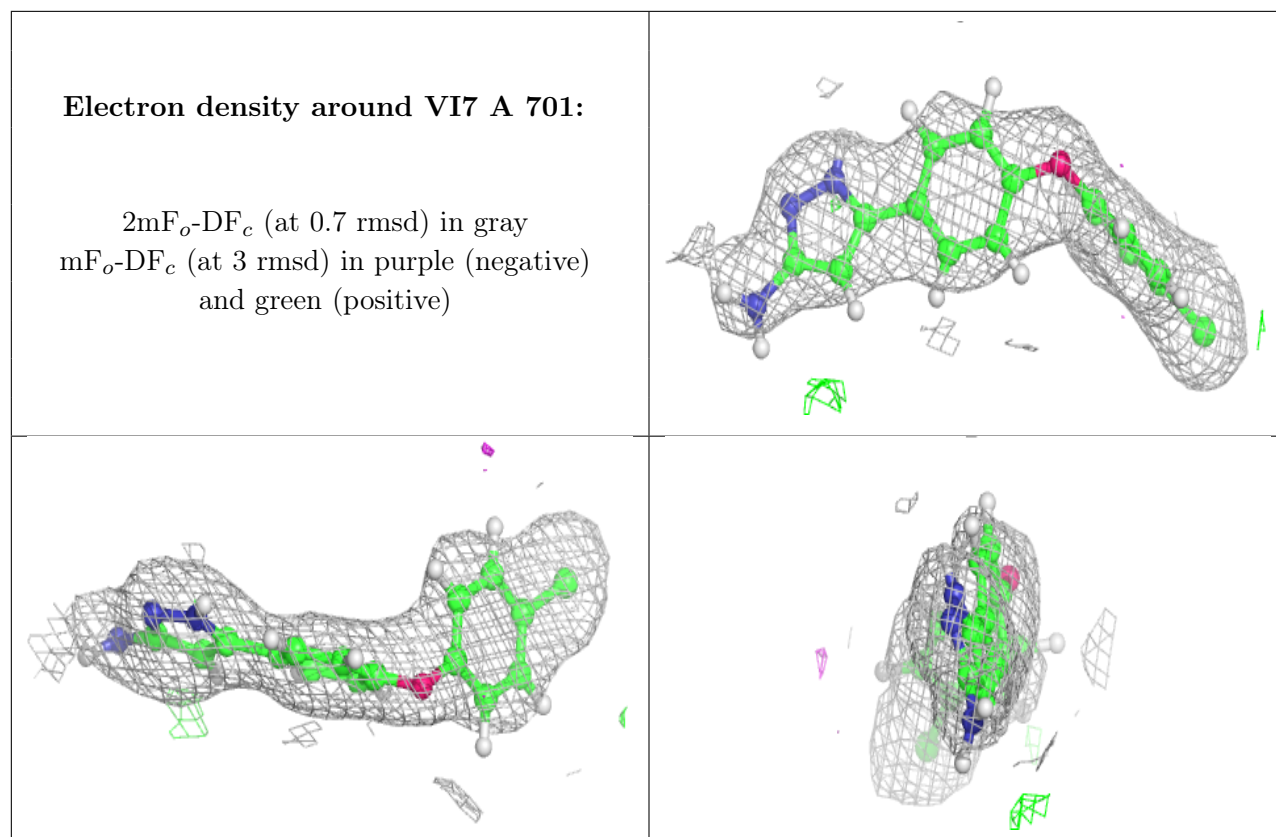 Electron density around VI7 A 701:
2mFₒ-DF𝒸 (at 0.7 rmsd) in gray
mFₒ-DF𝒸 (at 3 rmsd) in purple (negative)
and green (positive)